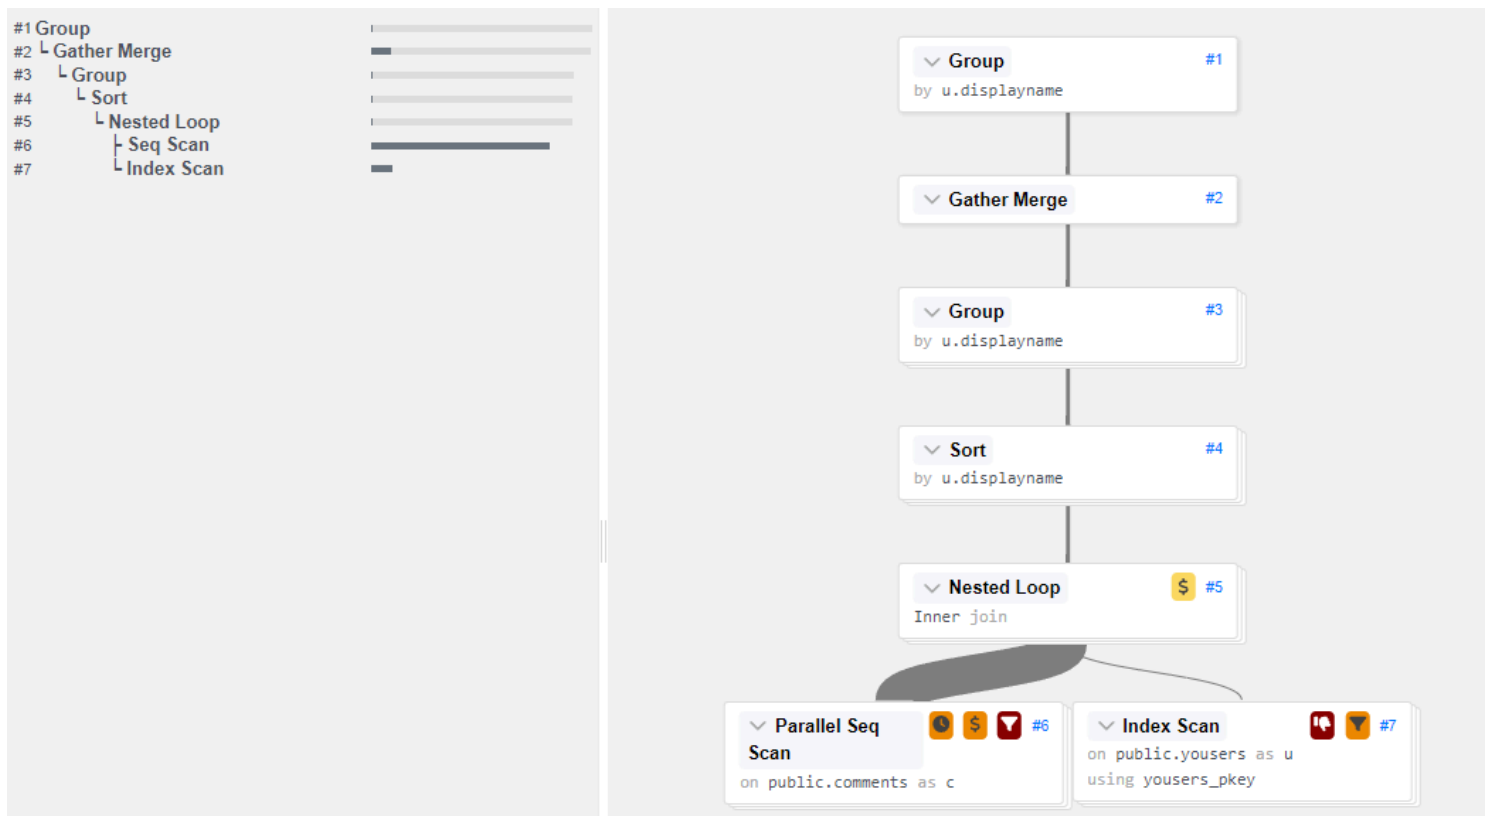 #1 Group
#2 Gather Merge
#3 Group
#4 Sort
#5 Nested Loop
#6 Seq Scan
#7 Index Scan
Group #1
by u.displayname
Gather Merge #2
Group #3
by u.displayname
Sort #4
by u.displayname
Nested Loop $ #5
Inner join
Parallel Seq $ #6
Scan
on public.comments as c
Index Scan #7
on public.yousers as u
using yousers_pkey